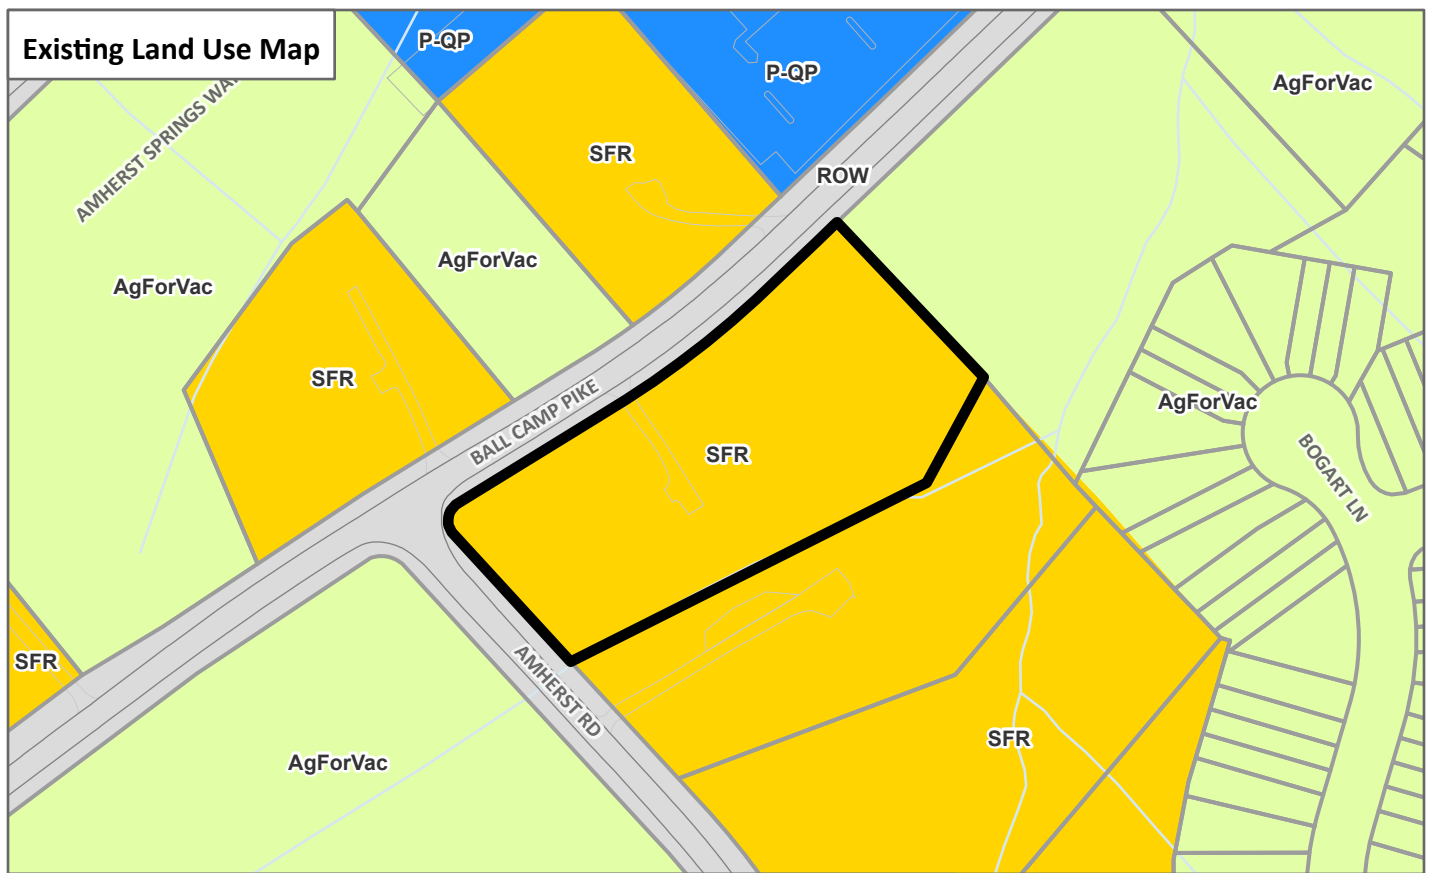 Existing Land Use Map
P-QP
P-QP
AgForVac
AMHERST SPRINGS
SFR
ROW
AgForVac
AgForVac
SFR
AgForVac
BALL CAMP PIKE
SFR
BOGART LN
SFR
AMHERST RD
SFR
AgForVac